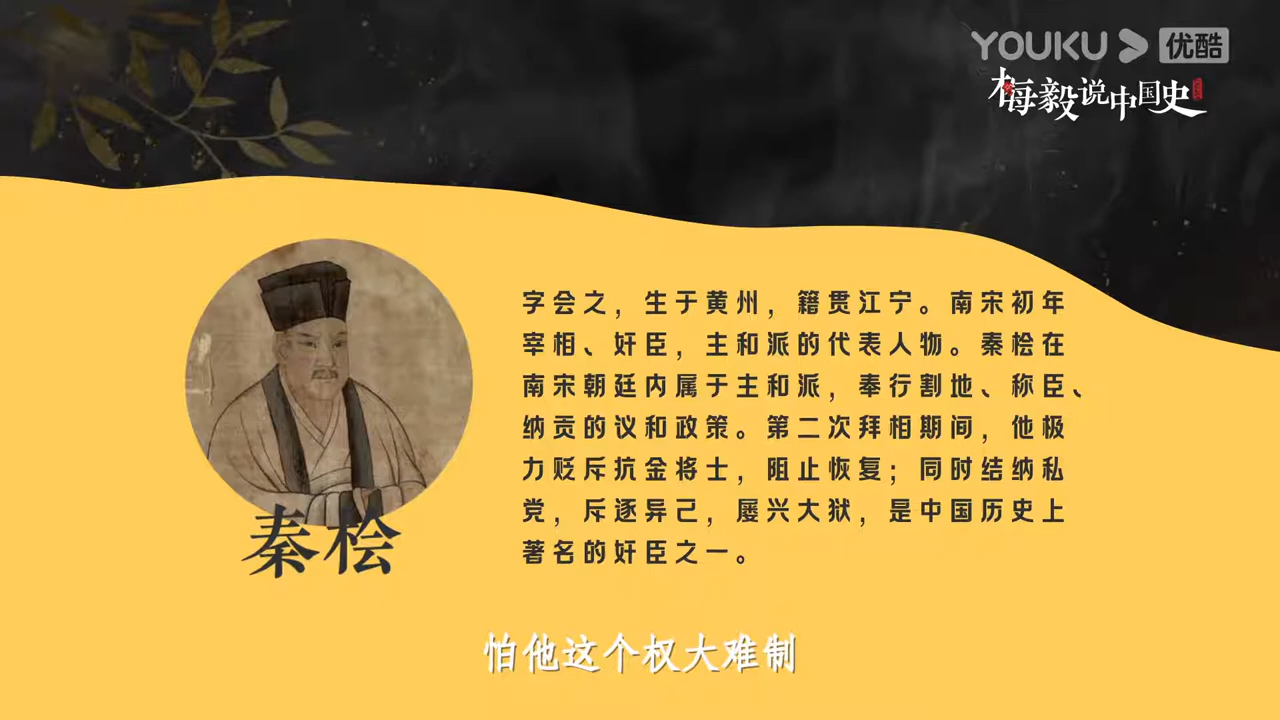 YOUKU 优酷
梅毅说中国史
字会之，生于黄州，籍贯江宁。南宋初年
宰相、奸臣，主和派的代表人物。秦桧在
南宋朝廷内属于主和派，奉行割地、称臣、
纳贡的议和政策。第二次拜相期间，他极
力贬斥抗金将士，阻止恢复；同时结纳私
党，斥逐异己，屡兴大狱，是中国历史上
著名的奸臣之一。
秦桧
怕他这个权大难制